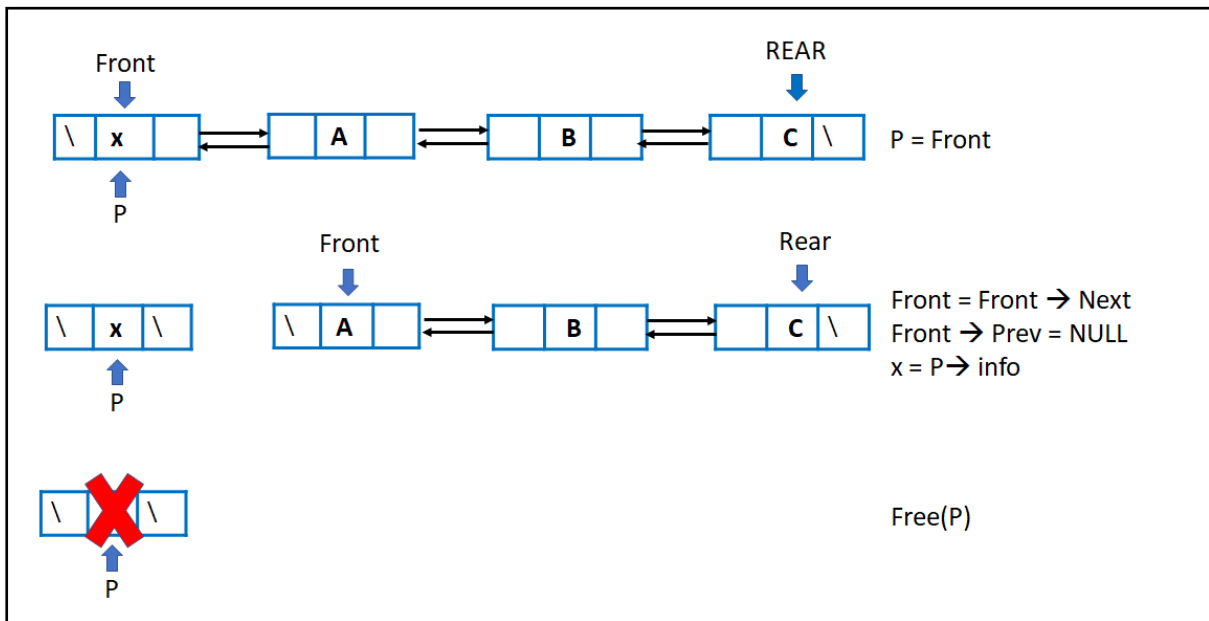 Front
REAR
\ x
A
B
C \
P = Front
P
Front
Rear
\ x \
\ A
B
C \
Front = Front → Next
Front → Prev = NULL
x = P→ info
P
\ \
Free(P)
P